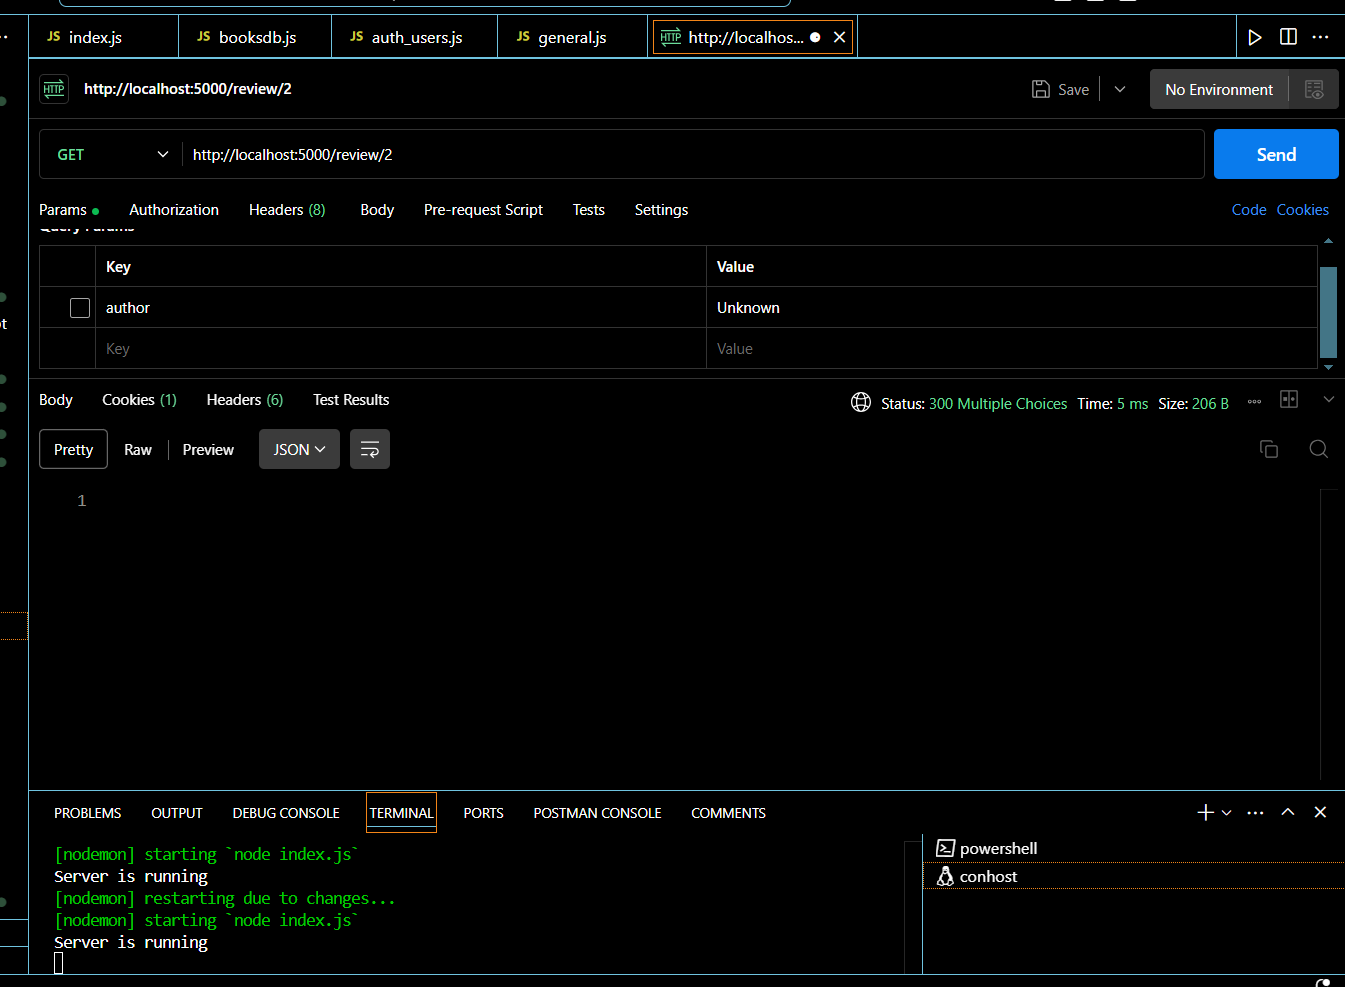 JS index.js JS booksdb.js JS auth_users.js JS general.js HTTP http://localhos...
HTTP http://localhost:5000/review/2 Save No Environment
GET http://localhost:5000/review/2 Send
Params Authorization Headers (8) Body Pre-request Script Tests Settings Code Cookies
Query Params
Key Value
author Unknown
Key Value
Body Cookies (1) Headers (6) Test Results Status: 300 Multiple Choices Time: 5 ms Size: 206 B
Pretty Raw Preview JSON
1
PROBLEMS OUTPUT DEBUG CONSOLE TERMINAL PORTS POSTMAN CONSOLE COMMENTS
[nodemon] starting `node index.js`
Server is running
[nodemon] restarting due to changes...
[nodemon] starting `node index.js`
Server is running
powershell
conhost